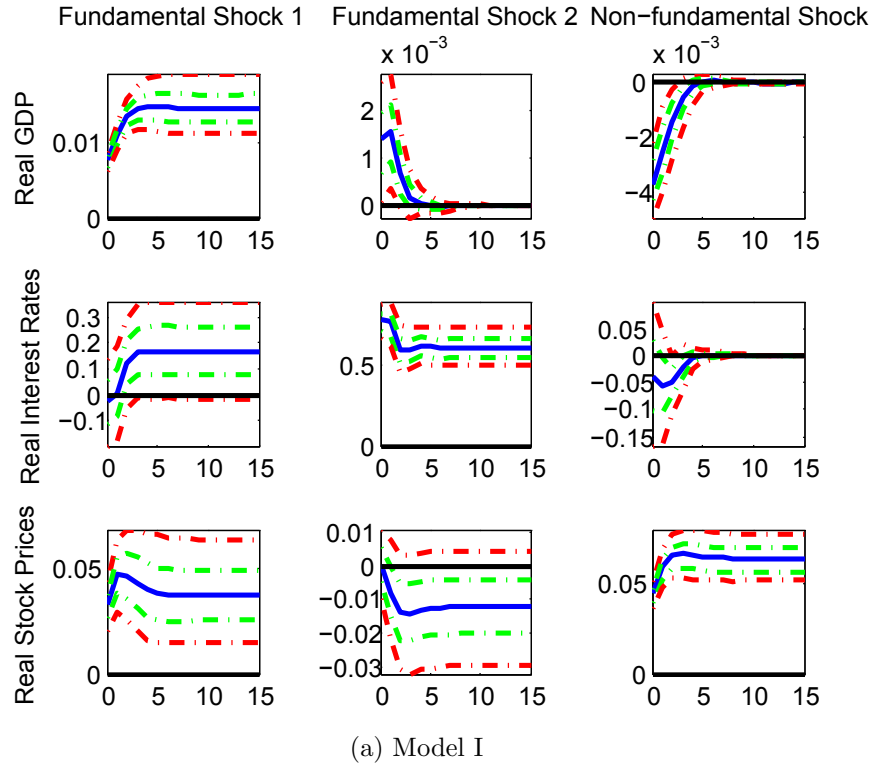 Fundamental Shock 1 Fundamental Shock 2 Non−fundamental Shock
x 10⁻³ x 10⁻³
Real GDP
0.01
0
0 5 10 15
2
1
0
0 5 10 15
0
−2
−4
0 5 10 15
Real Interest Rates
0.3
0.2
0.1
0
−0.1
0 5 10 15
0.5
0
0 5 10 15
0.05
0
−0.05
−0.1
−0.15
0 5 10 15
Real Stock Prices
0.05
0
0 5 10 15
0.01
0
−0.01
−0.02
−0.03
0 5 10 15
0.05
0
0 5 10 15
(a) Model I